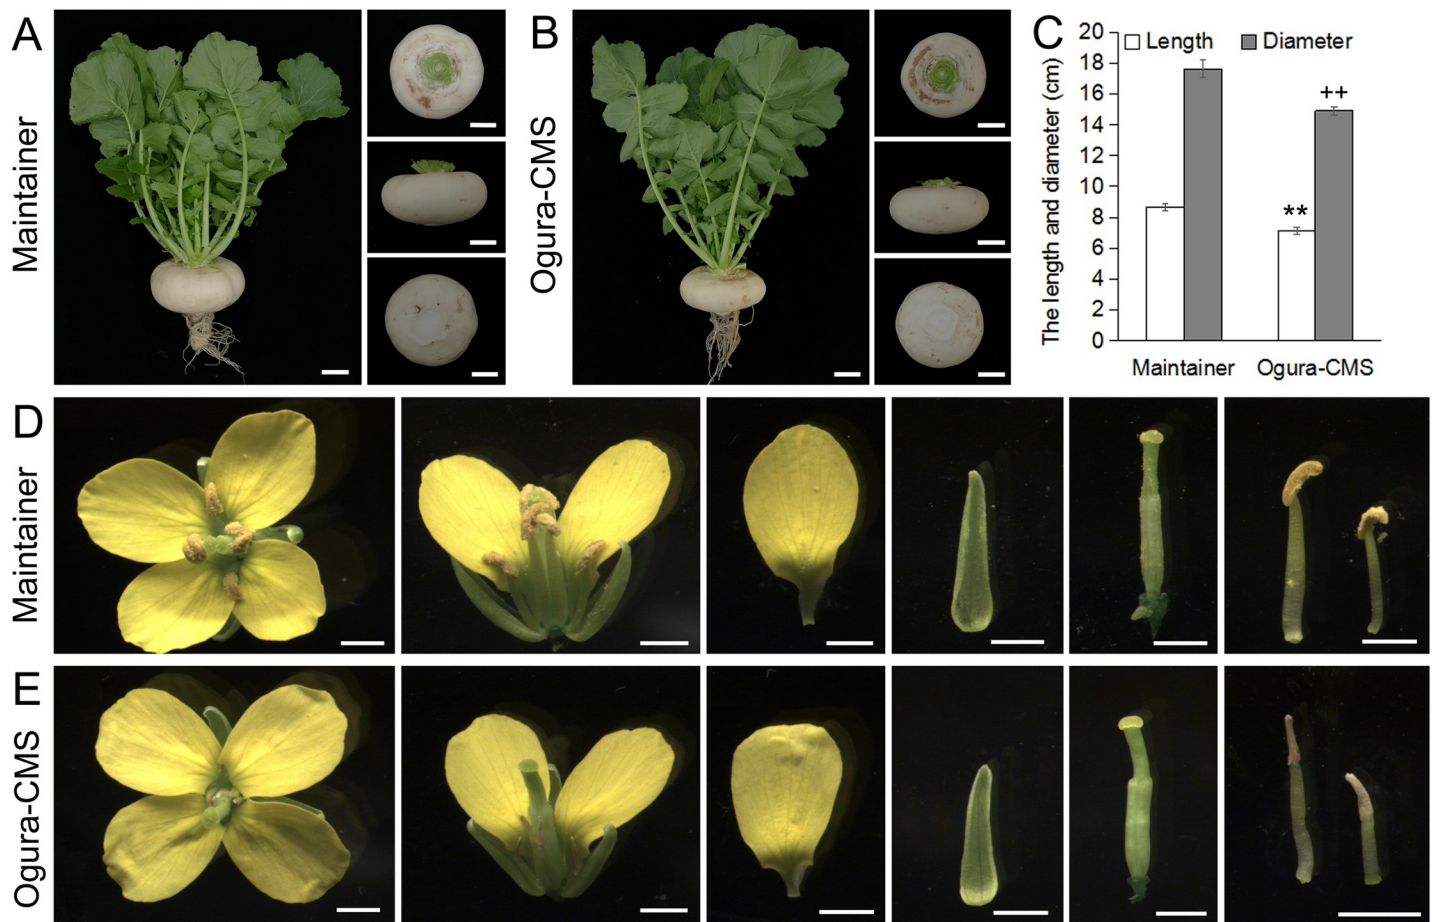 A
Maintainer
B
Ogura-CMS
C
The length and diameter (cm)
20
18
16
14
12
10
8
6
4
2
0
Length
Diameter
**
++
Maintainer
Ogura-CMS
D
Maintainer
E
Ogura-CMS